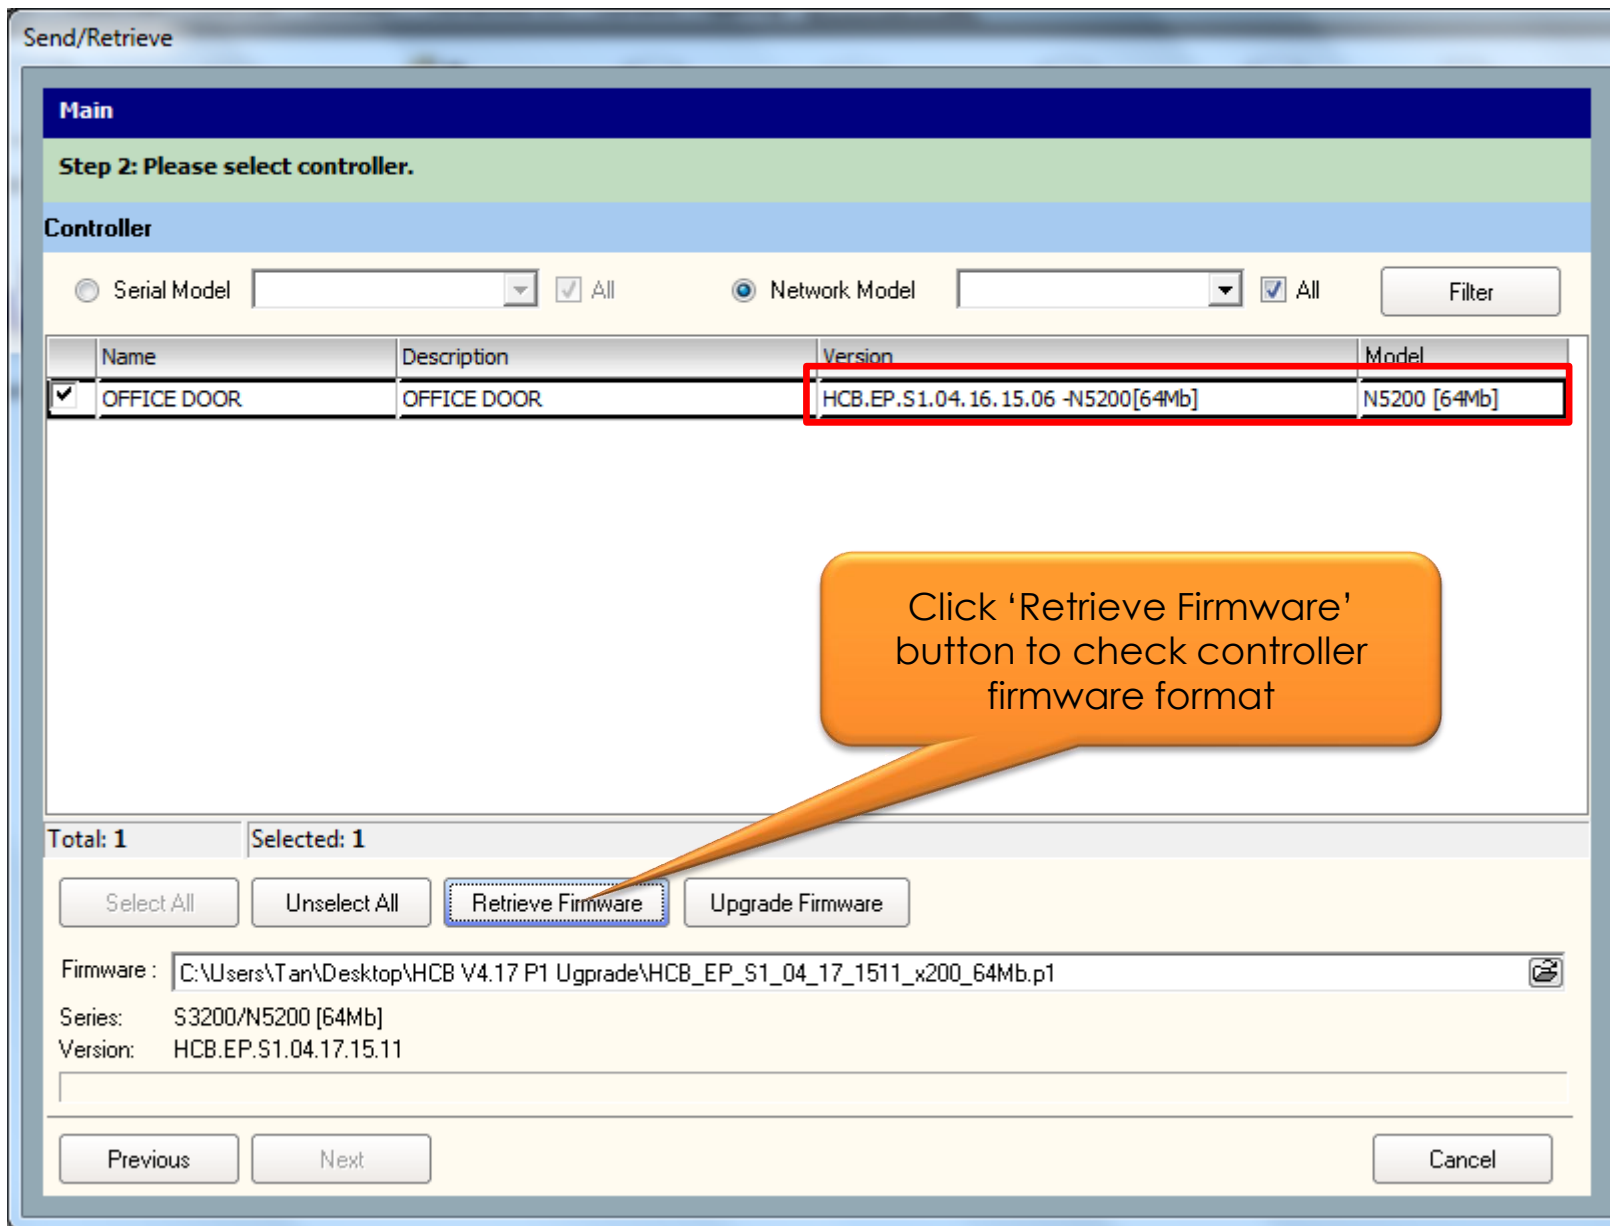 Send/Retrieve
Main
Step 2: Please select controller.
Controller
Serial Model All Network Model All Filter
Name Description Version Model
OFFICE DOOR OFFICE DOOR HCB.EP.S1.04.16.15.06 -N5200[64Mb] N5200 [64Mb]
Click ‘Retrieve Firmware’
button to check controller
firmware format
Total: 1 Selected: 1
Select All Unselect All Retrieve Firmware Upgrade Firmware
Firmware : C:\Users\Tan\Desktop\HCB V4.17 P1 Ugprade\HCB_EP_S1_04_17_1511_x200_64Mb.p1
Series: S3200/N5200 [64Mb]
Version: HCB.EP.S1.04.17.15.11
Previous Next Cancel